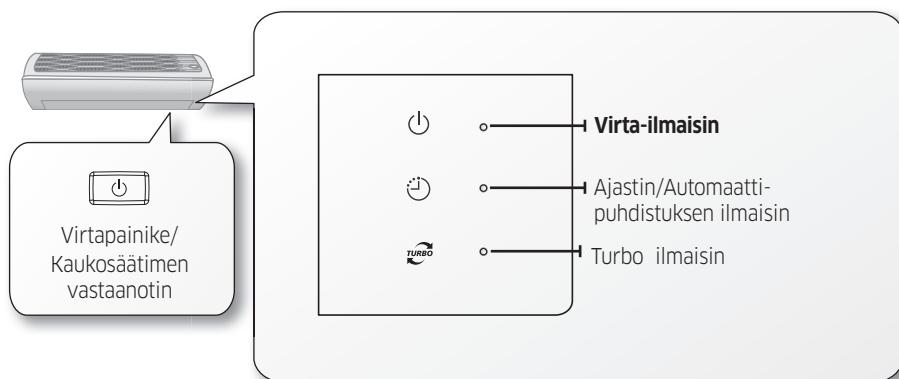 Virtapainike/
Kaukosäätimen
vastaanotin
Virta-ilmaisin
Ajastin/Automaatti-
puhdistuksen ilmaisin
TURBO
Turbo ilmaisin